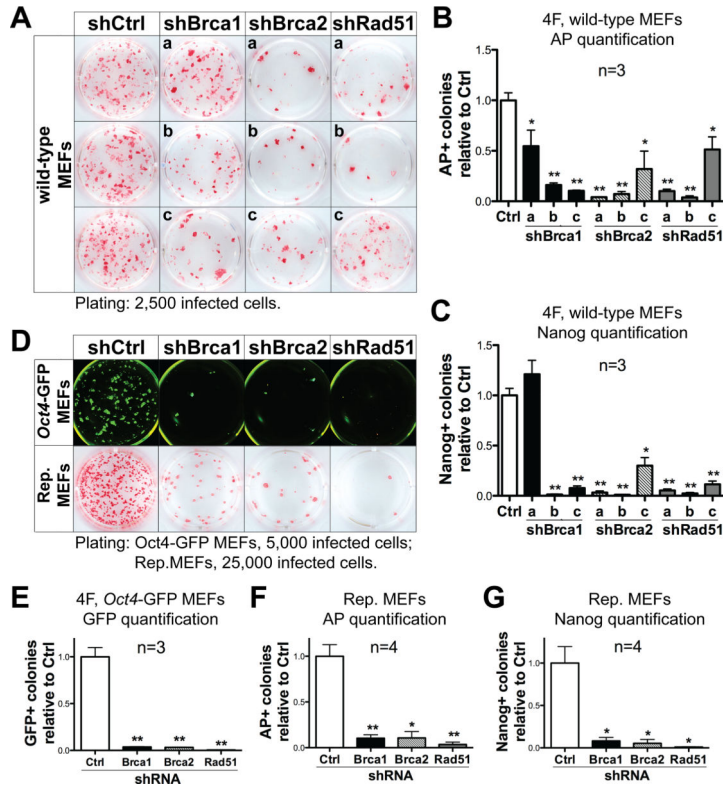 A
shCtrl shBrca1 shBrca2 shRad51
wild-type
MEFs
a a a
b b b
c c c
Plating: 2,500 infected cells.
B
4F, wild-type MEFs
AP quantification
n=3
AP+ colonies
relative to Ctrl
1.5
1.0
0.5
0.0
* ** ** ** ** * ** ** *
Ctrl a b c a b c a b c
shBrca1 shBrca2 shRad51
C
4F, wild-type MEFs
Nanog quantification
n=3
Nanog+ colonies
relative to Ctrl
1.5
1.0
0.5
0.0
** ** ** ** * ** ** **
Ctrl a b c a b c a b c
shBrca1 shBrca2 shRad51
D
shCtrl shBrca1 shBrca2 shRad51
Oct4-GFP
MEFs
Rep.
MEFs
Plating: Oct4-GFP MEFs, 5,000 infected cells;
Rep.MEFs, 25,000 infected cells.
E
4F, Oct4-GFP MEFs
GFP quantification
n=3
GFP+ colonies
relative to Ctrl
1.0
0.5
0.0
** ** **
Ctrl Brca1 Brca2 Rad51
shRNA
F
Rep. MEFs
AP quantification
n=4
AP+ colonies
relative to Ctrl
1.0
0.5
0.0
** * **
Ctrl Brca1 Brca2 Rad51
shRNA
G
Rep. MEFs
Nanog quantification
n=4
Nanog+ colonies
relative to Ctrl
1.0
0.5
0.0
* * *
Ctrl Brca1 Brca2 Rad51
shRNA